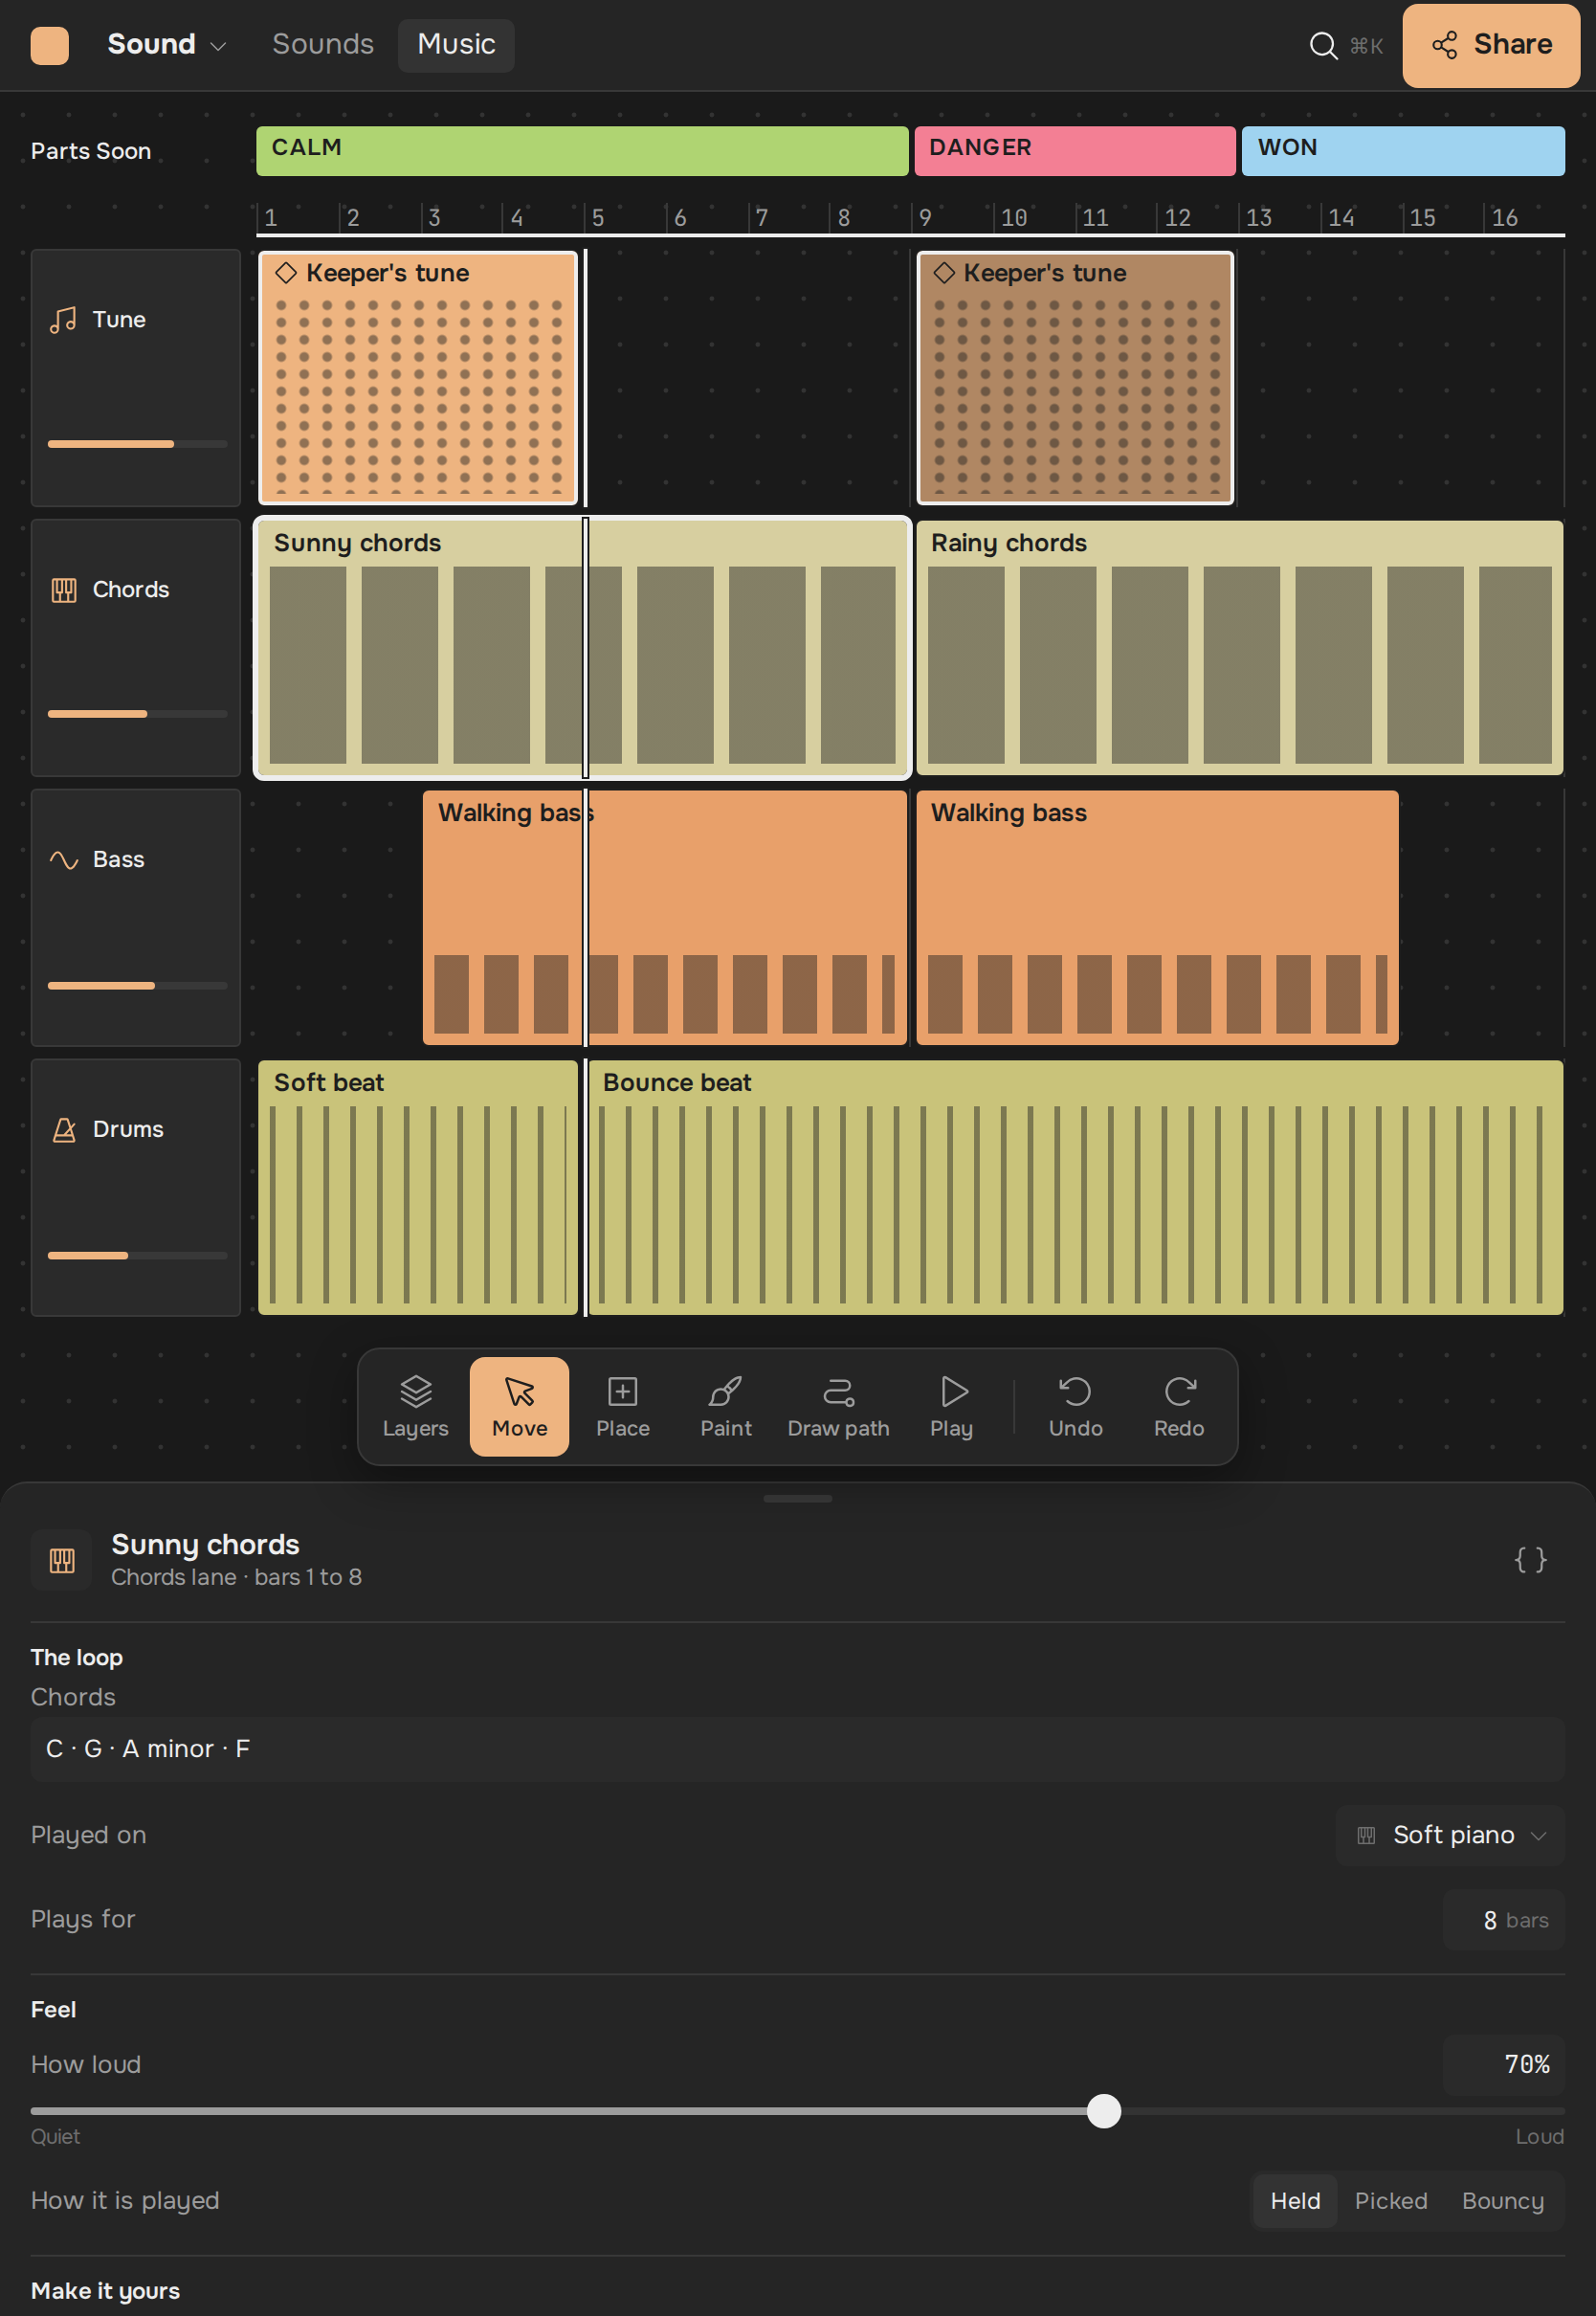 Sound Sounds Music ⌘K Share
Parts Soon CALM DANGER WON
1 2 3 4 5 6 7 8 9 10 11 12 13 14 15 16
Keeper's tune Keeper's tune
Tune
Sunny chords Rainy chords
Chords
Walking bass Walking bass
Bass
Soft beat Bounce beat
Drums
Layers Move Place Paint Draw path Play Undo Redo
Sunny chords
Chords lane · bars 1 to 8
{ }
The loop
Chords
C · G · A minor · F
Played on Soft piano
Plays for 8 bars
Feel
How loud 70%
Quiet Loud
How it is played Held Picked Bouncy
Make it yours